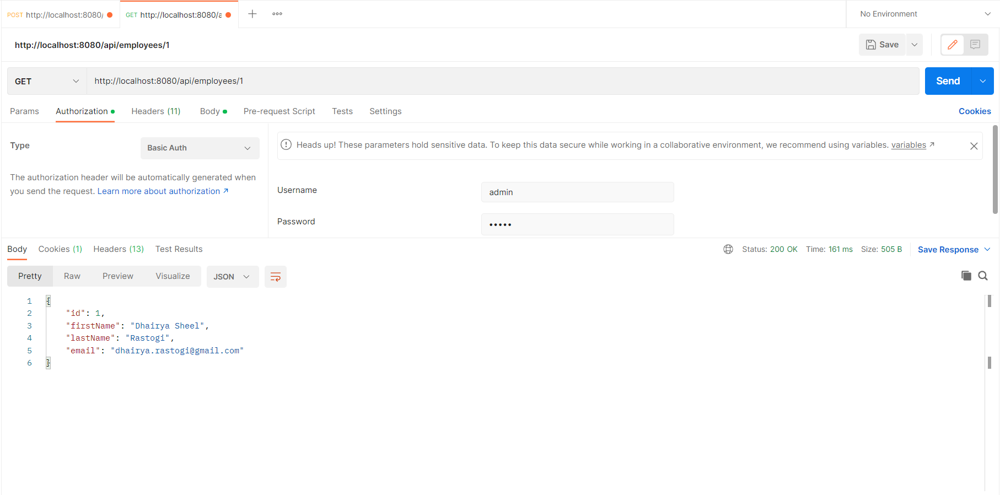 POST http://localhost:8080/ GET http://localhost:8080/a No Environment
http://localhost:8080/api/employees/1 Save
GET http://localhost:8080/api/employees/1 Send
Params Authorization Headers (11) Body Pre-request Script Tests Settings Cookies
Type Basic Auth
Heads up! These parameters hold sensitive data. To keep this data secure while working in a collaborative environment, we recommend using variables. variables ↗
The authorization header will be automatically generated when
you send the request. Learn more about authorization ↗
Username admin
Password •••••
Body Cookies (1) Headers (13) Test Results Status: 200 OK Time: 161 ms Size: 505 B Save Response
Pretty Raw Preview Visualize JSON
1 {
2 "id": 1,
3 "firstName": "Dhairya Sheel",
4 "lastName": "Rastogi",
5 "email": "dhairya.rastogi@gmail.com"
6 }